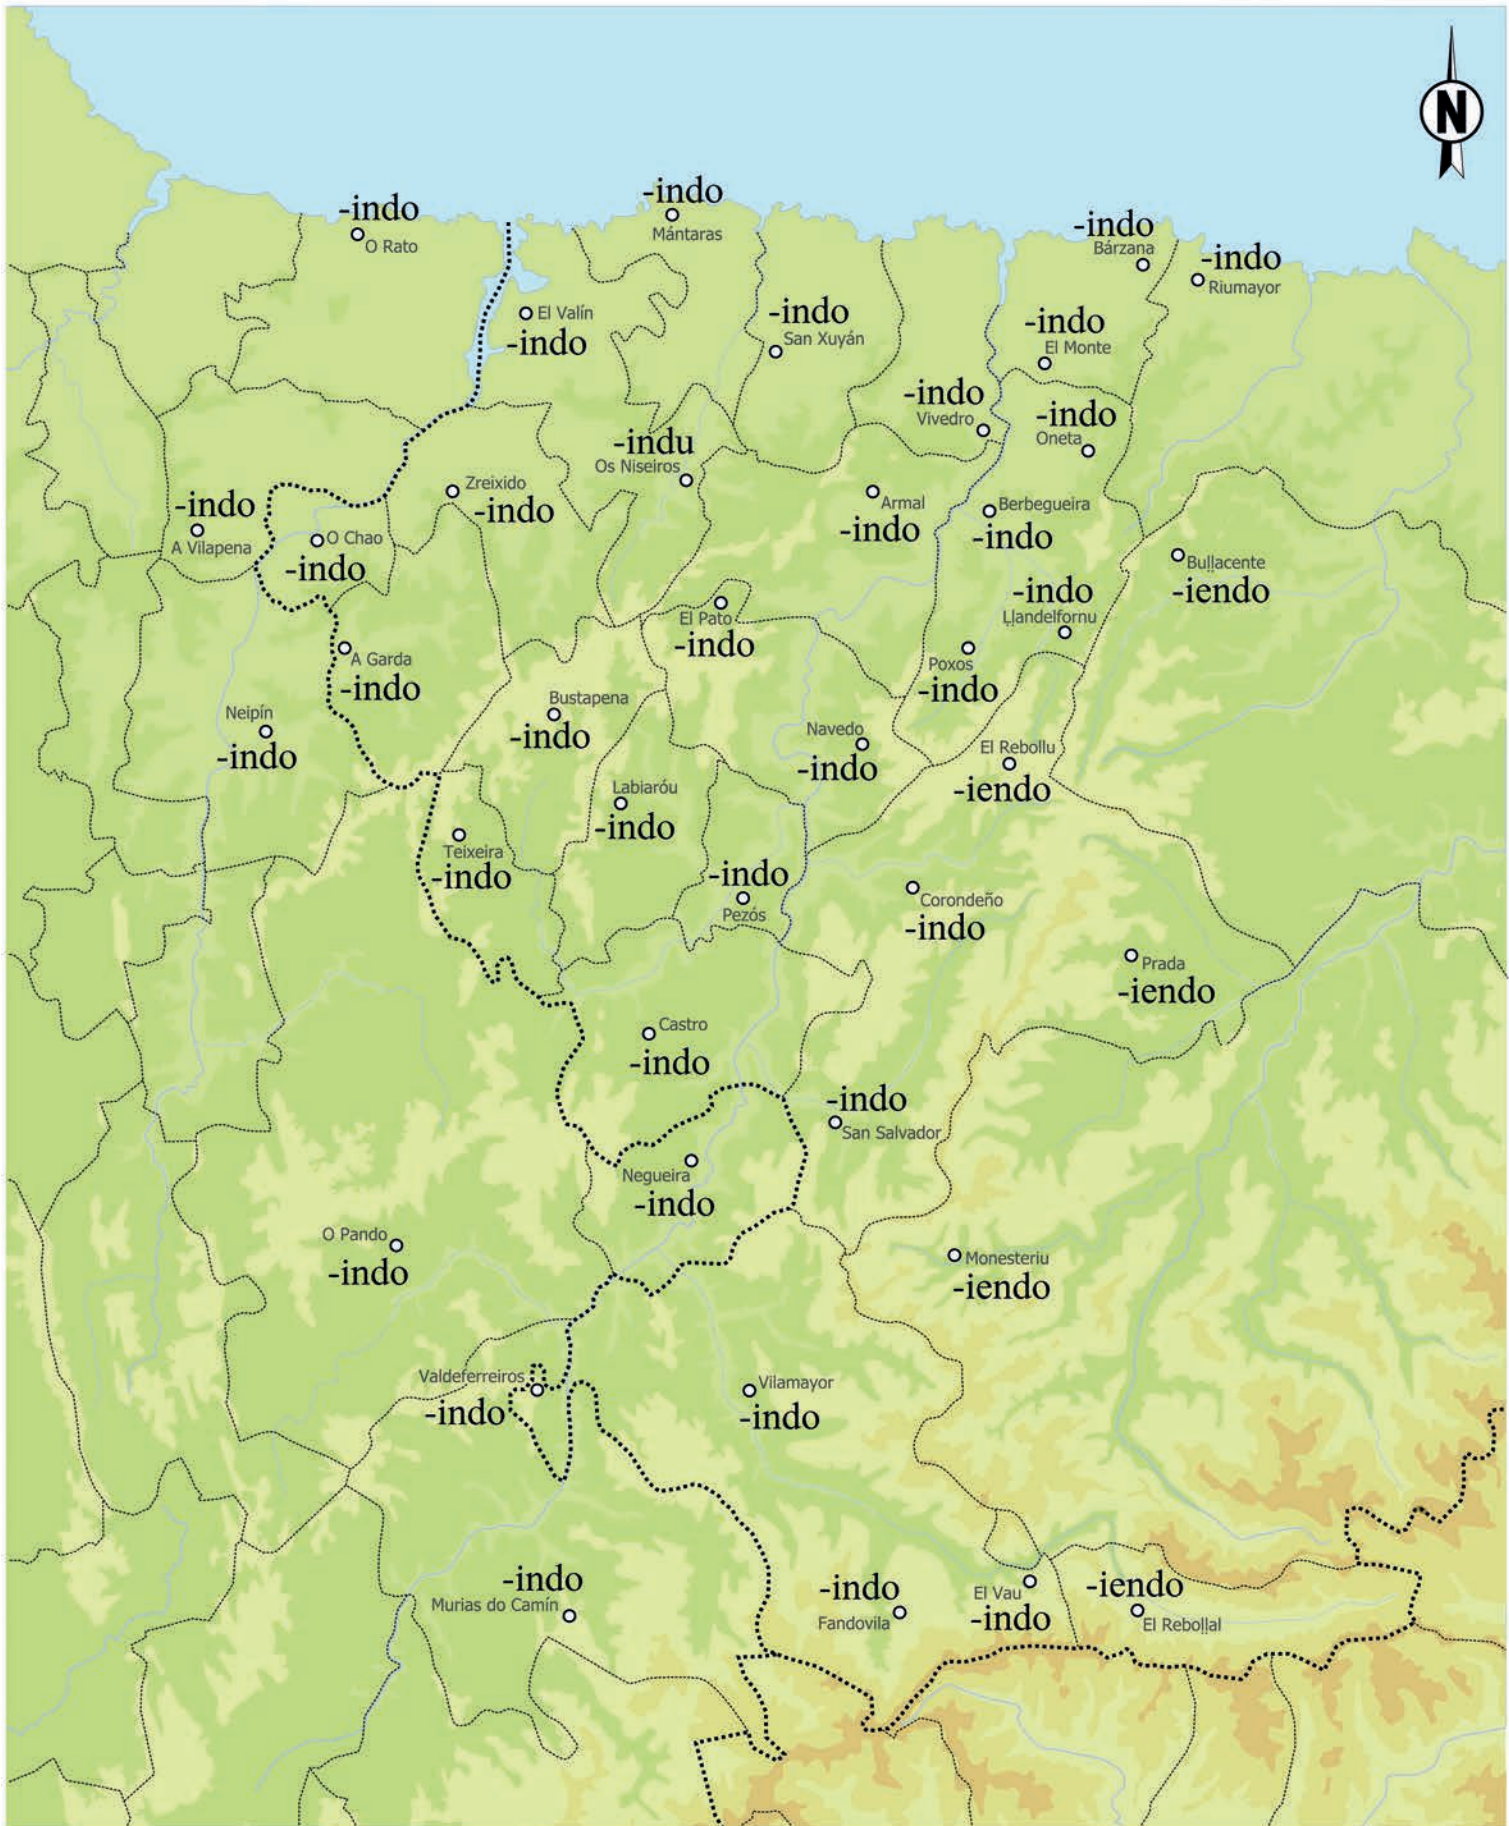 N
-indo
O Rato
-indo
Mántaras
-indo
Bárzana
-indo
Riumayor
El Valín
-indo
-indo
San Xuyán
-indo
El Monte
-indo
Vivedro
-indo
Oneta
-indu
Os Niseiros
Zreixido
-indo
-indo
A Vilapena
O Chao
-indo
Armal
-indo
Berbegueira
-indo
Buḷḷacente
-iendo
-indo
Ḷḷandelfornu
El Pato
-indo
A Garda
-indo
Poxos
-indo
Neipín
-indo
Bustapena
-indo
Navedo
-indo
El Rebollu
-iendo
Labiaróu
-indo
Teixeira
-indo
-indo
Pezós
Corondeño
-indo
Prada
-iendo
Castro
-indo
-indo
San Salvador
Negueira
-indo
O Pando
-indo
Monesteriu
-iendo
Valdeferreiros
-indo
Vilamayor
-indo
-indo
Murias do Camín
-indo
Fandovila
El Vau
-indo
-iendo
El Reboḷḷal